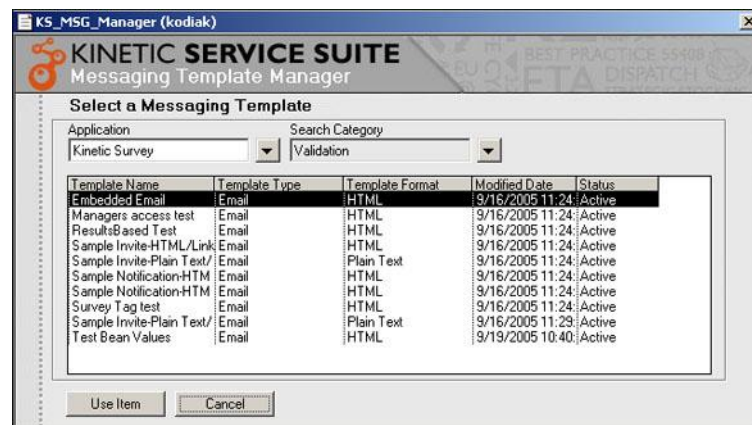 KS_MSG_Manager (kodiak)
KINETIC SERVICE SUITE
Messaging Template Manager
BEST PRACTICE 55408
EU
ETA DISPATCH
Select a Messaging Template
Application Search Category
Kinetic Survey Validation
Template Name Template Type Template Format Modified Date Status
Embedded Email Email HTML 9/16/2005 11:24: Active
Managers access test Email HTML 9/16/2005 11:24: Active
ResultsBased Test Email HTML 9/16/2005 11:24: Active
Sample Invite-HTML/Link Email HTML 9/16/2005 11:24: Active
Sample Invite-Plain Text/ Email Plain Text 9/16/2005 11:24: Active
Sample Notification-HTM Email HTML 9/16/2005 11:24: Active
Sample Notification-HTM Email HTML 9/16/2005 11:24: Active
Survey Tag test Email HTML 9/16/2005 11:24: Active
Sample Invite-Plain Text/ Email Plain Text 9/16/2005 11:29: Active
Test Bean Values Email HTML 9/19/2005 10:40: Active
Use Item Cancel